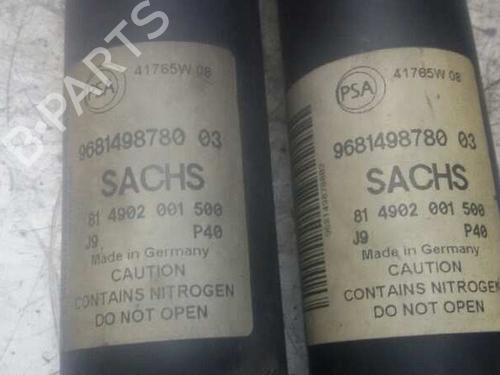 PSA
41765W 08
9681498780 03
SACHS
81 4902 001 500
J9 P40
Made in Germany
CAUTION
CONTAINS NITROGEN
DO NOT OPEN
PSA
41765W 08
9681498780 03
SACHS
81 4902 001 500
J9 P40
Made in Germany
CAUTION
CONTAINS NITROGEN
DO NOT OPEN
B-PARTS